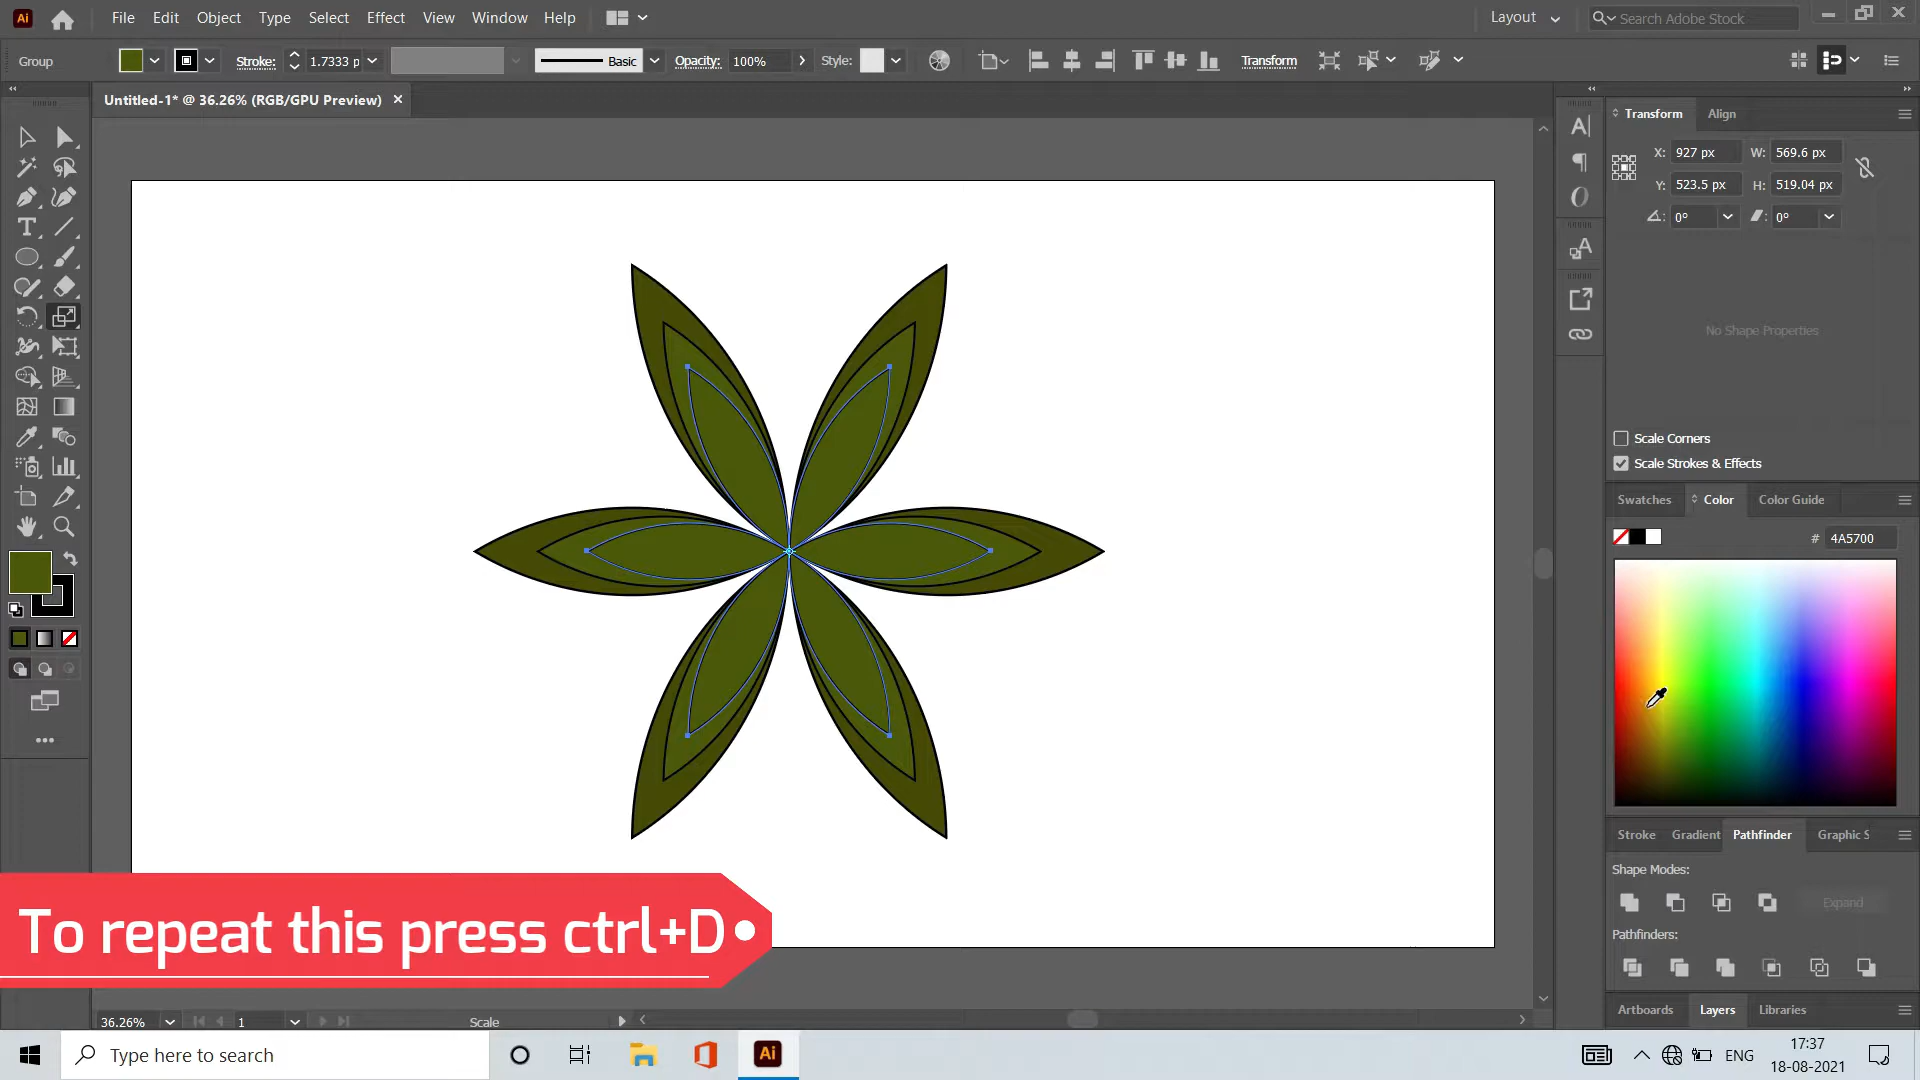 Ai File Edit Object Type Select Effect View Window Help Layout Search Adobe Stock
Group Stroke: 1.7333 p Basic Opacity: 100% Style: Transform
Untitled-1* @ 36.26% (RGB/GPU Preview)
Transform Align
X: 927 px W: 569.6 px
Y: 523.5 px H: 519.04 px
0° 0°
No Shape Properties
Scale Corners
Scale Strokes & Effects
Swatches Color Color Guide
# 4A5700
Stroke Gradient Pathfinder Graphic S
Shape Modes:
Expand
Pathfinders:
Artboards Layers Libraries
To repeat this press ctrl+D
36.26% 1 Scale
Type here to search
Ai
ENG
17:37
18-08-2021